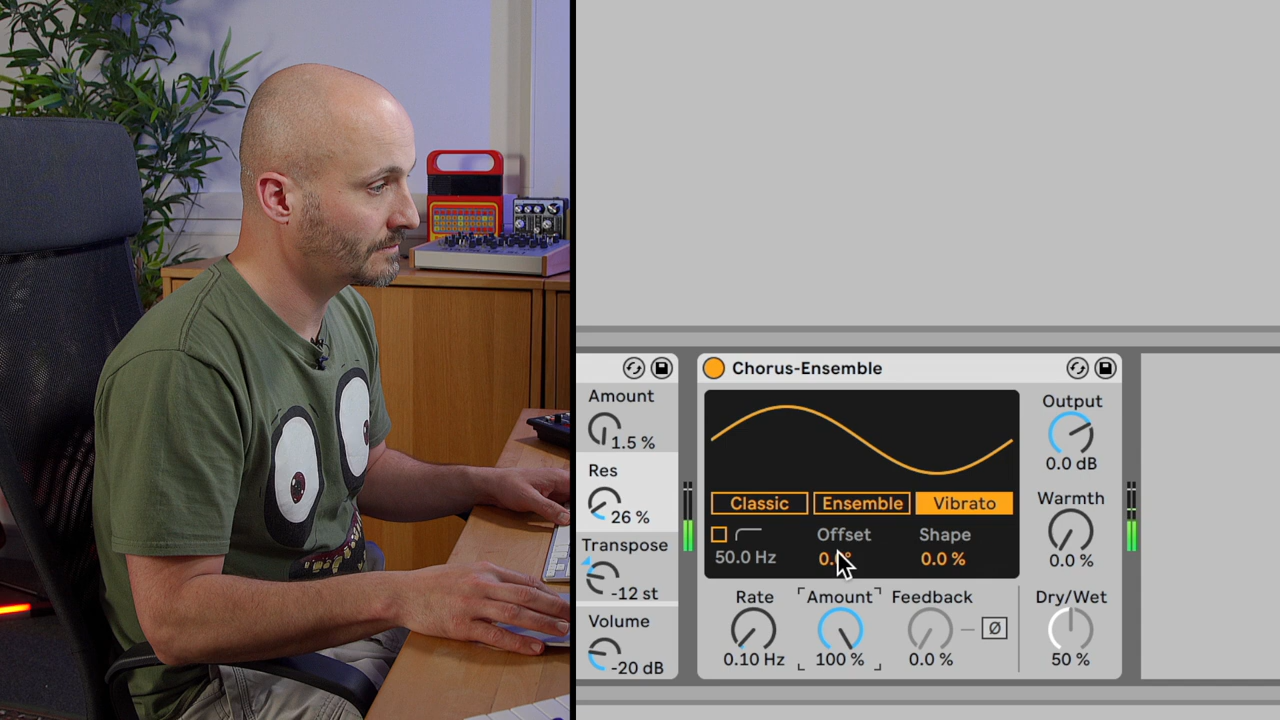 Amount
1.5 %
Res
26 %
Transpose
-12 st
Volume
-20 dB
Chorus-Ensemble
Classic Ensemble Vibrato
50.0 Hz
Offset
Shape
0.0 %
Rate
0.10 Hz
Amount
100 %
Feedback
0.0 %
Ø
Output
0.0 dB
Warmth
0.0 %
Dry/Wet
50 %